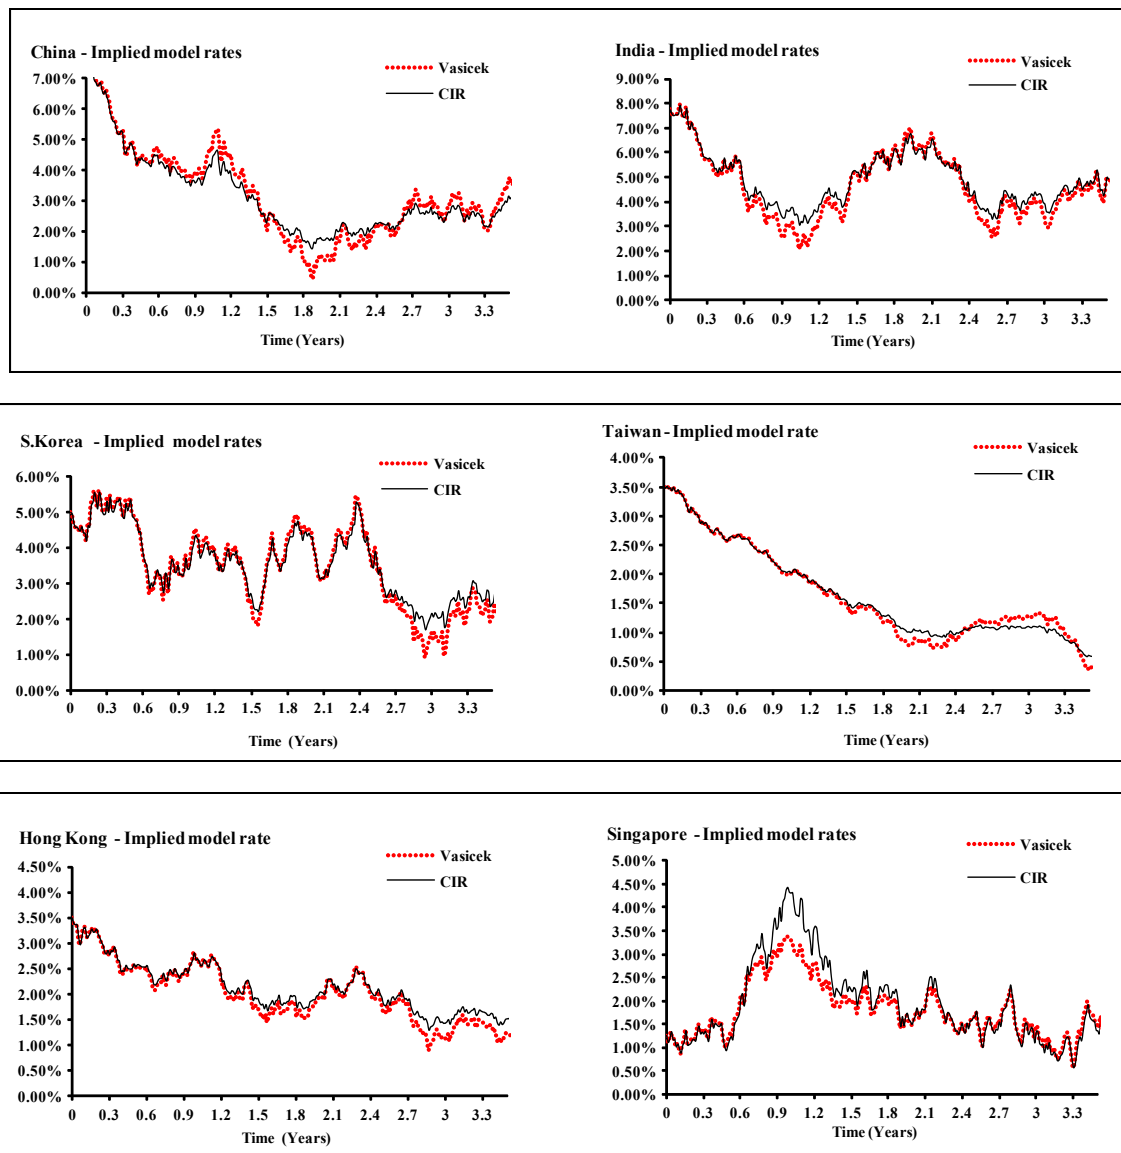 China - Implied model rates
Vasicek
CIR
7.00%
6.00%
5.00%
4.00%
3.00%
2.00%
1.00%
0.00%
0 0.3 0.6 0.9 1.2 1.5 1.8 2.1 2.4 2.7 3 3.3
Time (Years)
India - Implied model rates
Vasicek
CIR
9.00%
8.00%
7.00%
6.00%
5.00%
4.00%
3.00%
2.00%
1.00%
0.00%
0 0.3 0.6 0.9 1.2 1.5 1.8 2.1 2.4 2.7 3 3.3
Time (Years)
S.Korea - Implied model rates
Vasicek
CIR
6.00%
5.00%
4.00%
3.00%
2.00%
1.00%
0.00%
0 0.3 0.6 0.9 1.2 1.5 1.8 2.1 2.4 2.7 3 3.3
Time (Years)
Taiwan - Implied model rate
Vasicek
CIR
4.00%
3.50%
3.00%
2.50%
2.00%
1.50%
1.00%
0.50%
0.00%
0 0.3 0.6 0.9 1.2 1.5 1.8 2.1 2.4 2.7 3 3.3
Time (Years)
Hong Kong - Implied model rate
Vasicek
CIR
4.50%
4.00%
3.50%
3.00%
2.50%
2.00%
1.50%
1.00%
0.50%
0.00%
0 0.3 0.6 0.9 1.2 1.5 1.8 2.1 2.4 2.7 3 3.3
Time (Years)
Singapore - Implied model rates
Vasicek
CIR
5.00%
4.50%
4.00%
3.50%
3.00%
2.50%
2.00%
1.50%
1.00%
0.50%
0.00%
0 0.3 0.6 0.9 1.2 1.5 1.8 2.1 2.4 2.7 3 3.3
Time (Years)